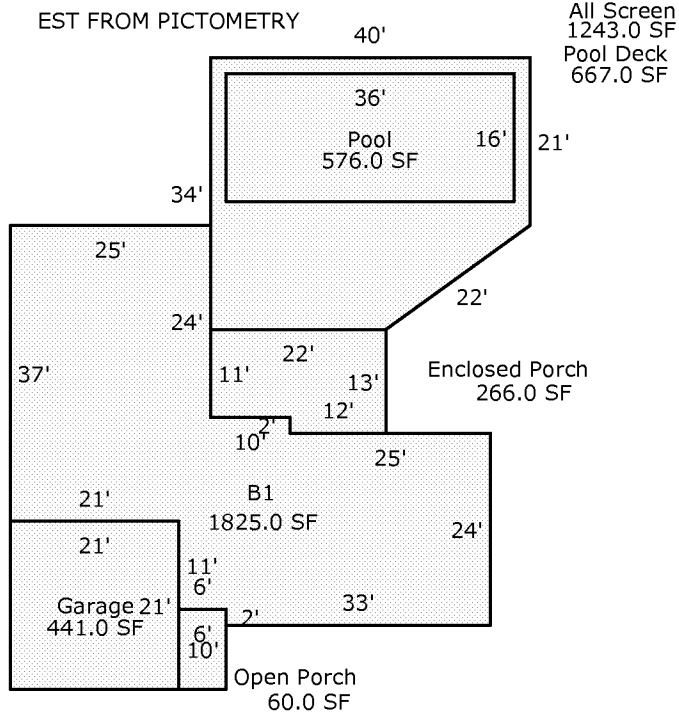 EST FROM PICTOMETRY
All Screen
1243.0 SF
Pool Deck
667.0 SF
40'
36'
Pool
576.0 SF
16'
21'
34'
25'
22'
24'
22'
11'
13'
37'
Enclosed Porch
266.0 SF
12'
2'
10'
25'
B1
1825.0 SF
24'
21'
21'
11'
6'
Garage 21'
441.0 SF
33'
2'
6'
10'
Open Porch
60.0 SF